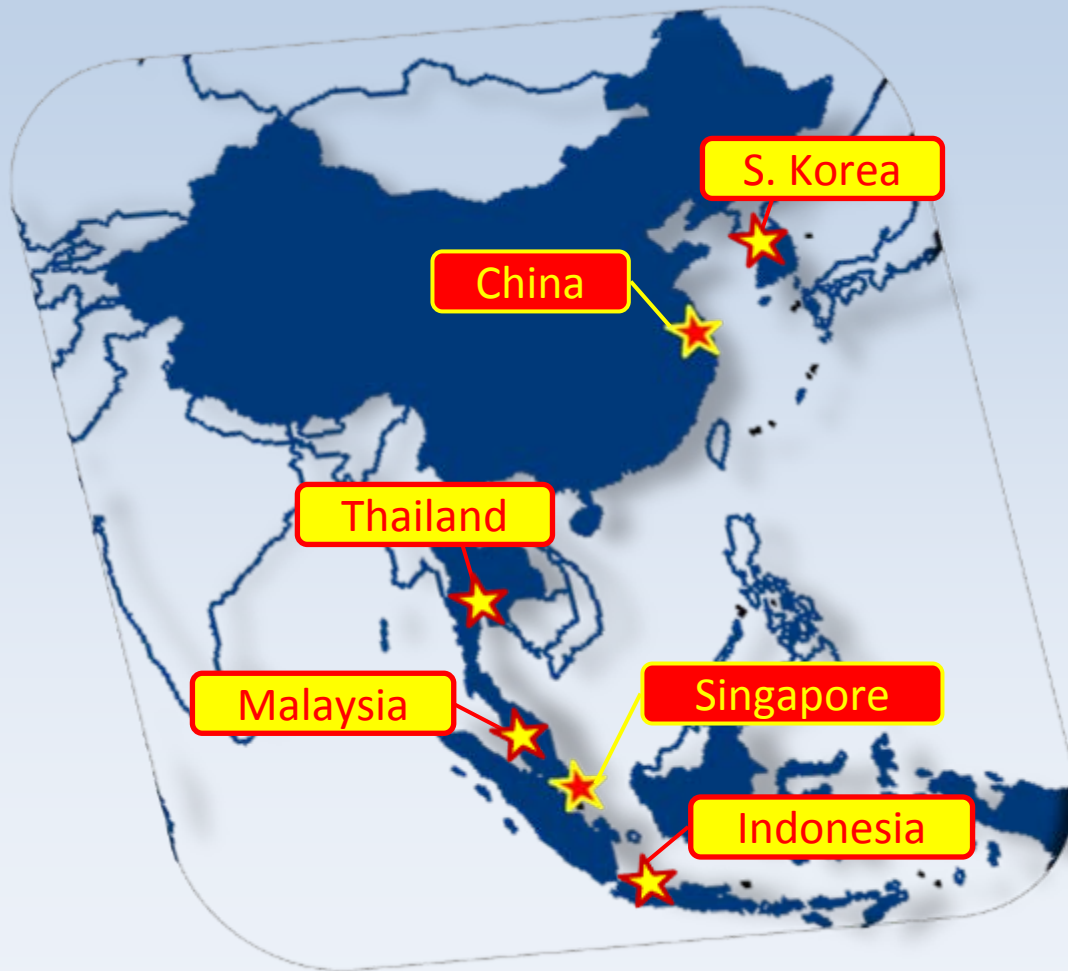 S. Korea
China
Thailand
Malaysia
Singapore
Indonesia